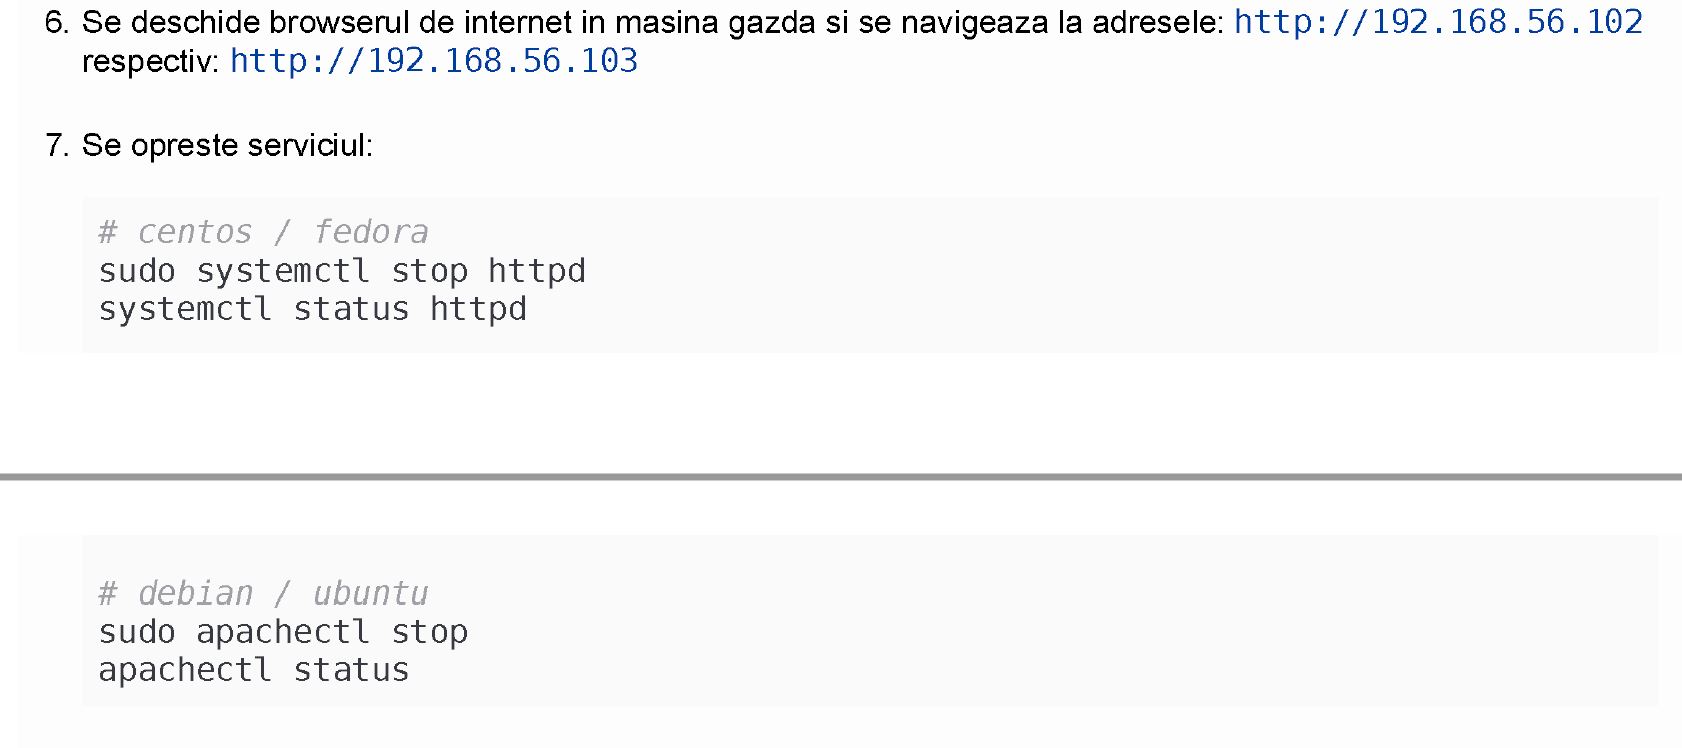 6. Se deschide browserul de internet in masina gazda si se navigeaza la adresele: http://192.168.56.102
respectiv: http://192.168.56.103
7. Se opreste serviciul:
# centos / fedora
sudo systemctl stop httpd
systemctl status httpd
# debian / ubuntu
sudo apachectl stop
apachectl status